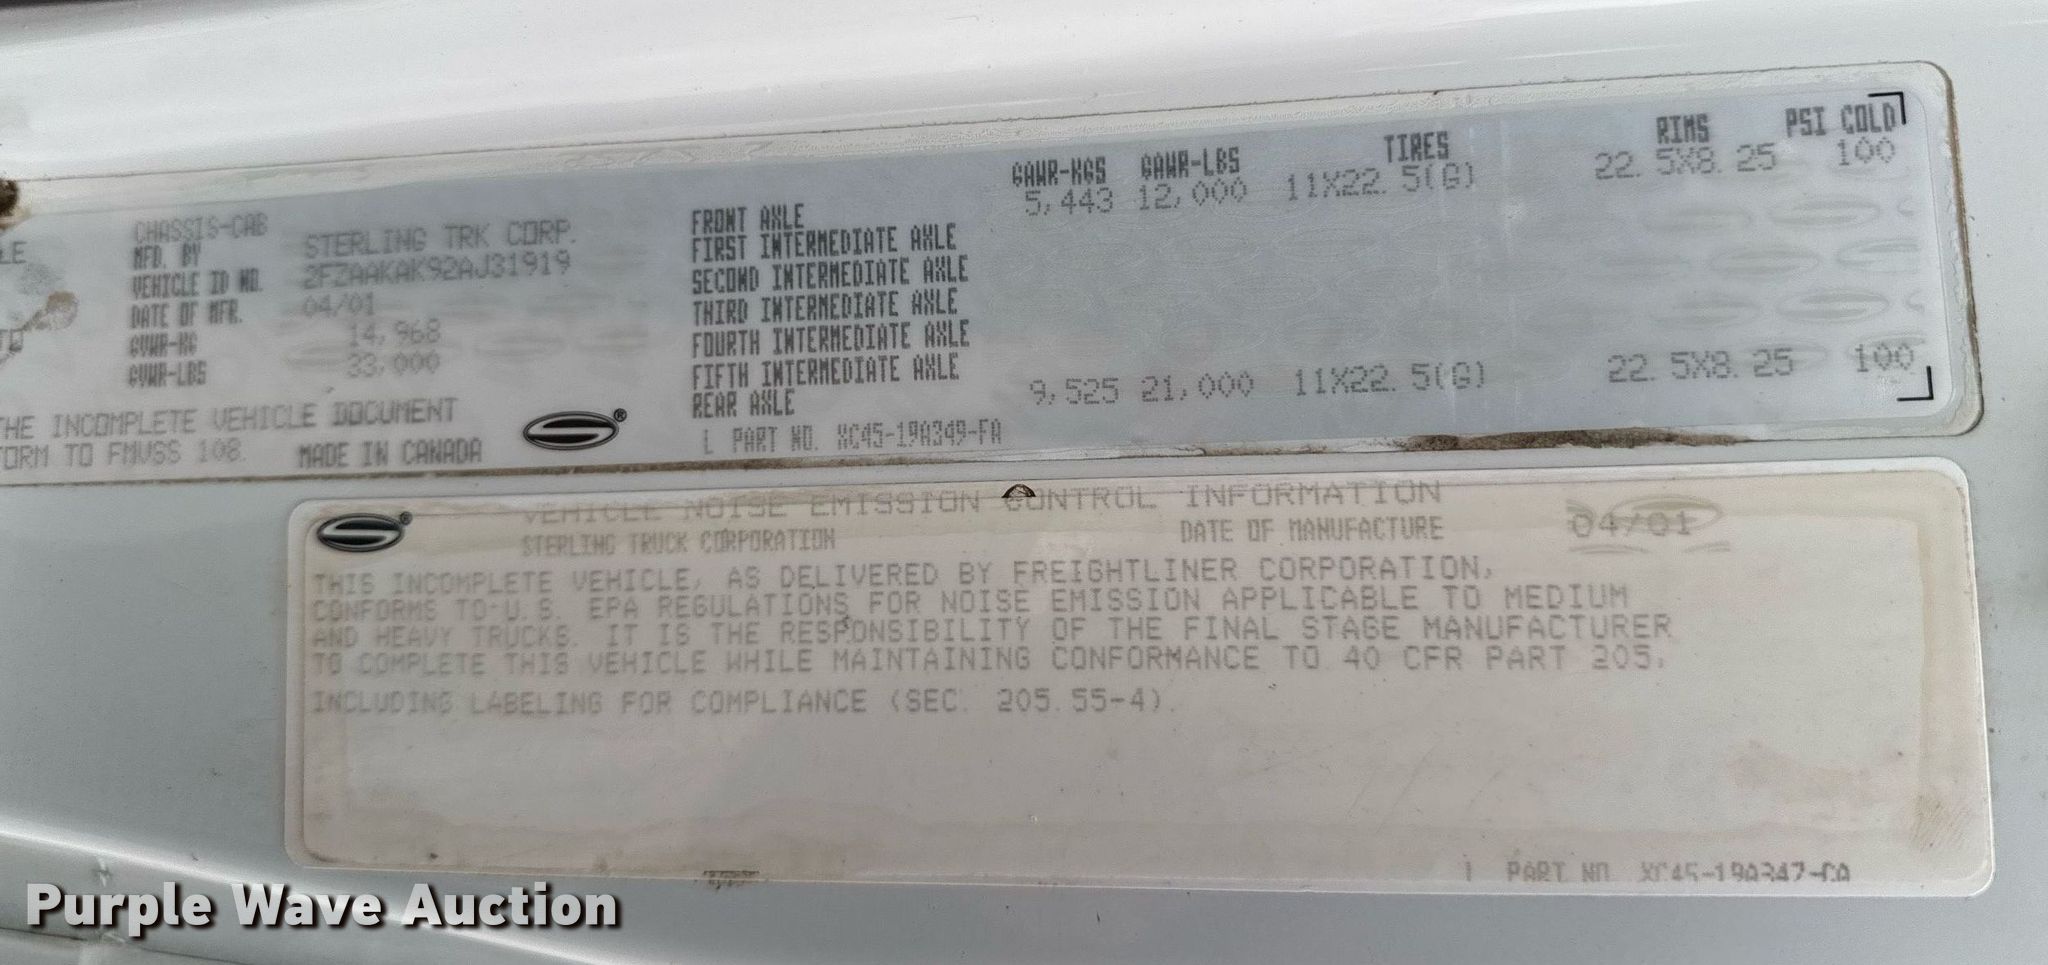 LE
CHASSIS-CAB
MFD. BY STERLING TRK CORP.
VEHICLE ID NO. 2FZAAKAK92AJ31919
DATE OF MFR. 04/01
GVWR-KG 14,968
GVWR-LBS 33,000
THE INCOMPLETE VEHICLE DOCUMENT
ORM TO FMVSS 108. MADE IN CANADA
GAWR-KGS GAWR-LBS TIRES RIMS PSI COLD
FRONT AXLE 5,443 12,000 11X22.5(G) 22.5X8.25 100
FIRST INTERMEDIATE AXLE
SECOND INTERMEDIATE AXLE
THIRD INTERMEDIATE AXLE
FOURTH INTERMEDIATE AXLE
FIFTH INTERMEDIATE AXLE
REAR AXLE 9,525 21,000 11X22.5(G) 22.5X8.25 100
PART NO. XC45-19A349-FA
VEHICLE NOISE EMISSION CONTROL INFORMATION
STERLING TRUCK CORPORATION DATE OF MANUFACTURE 04/01
THIS INCOMPLETE VEHICLE, AS DELIVERED BY FREIGHTLINER CORPORATION,
CONFORMS TO U.S. EPA REGULATIONS FOR NOISE EMISSION APPLICABLE TO MEDIUM
AND HEAVY TRUCKS. IT IS THE RESPONSIBILITY OF THE FINAL STAGE MANUFACTURER
TO COMPLETE THIS VEHICLE WHILE MAINTAINING CONFORMANCE TO 40 CFR PART 205,
INCLUDING LABELING FOR COMPLIANCE (SEC. 205.55-4).
PART NO. XC45-19A347-CA
Purple Wave Auction